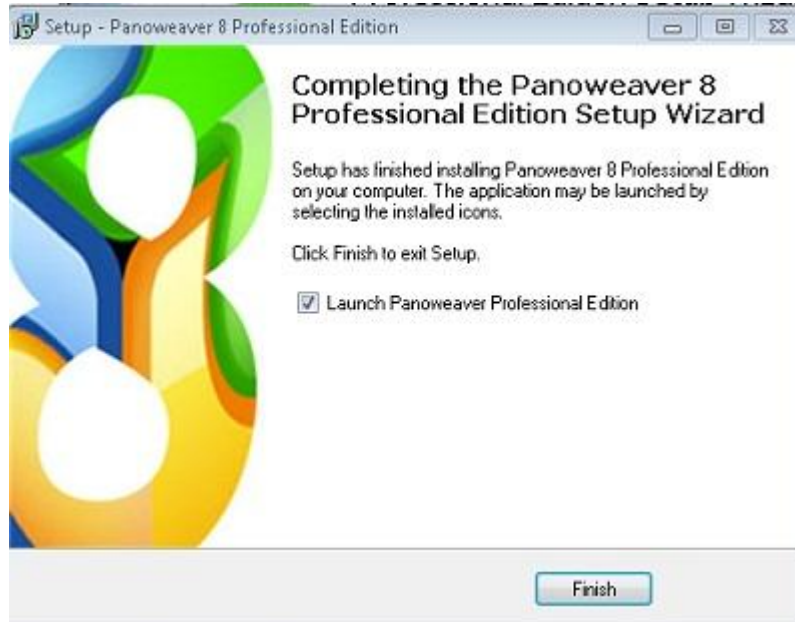 Setup - Panoweaver 8 Professional Edition
Completing the Panoweaver 8
Professional Edition Setup Wizard
Setup has finished installing Panoweaver 8 Professional Edition
on your computer. The application may be launched by
selecting the installed icons.
Click Finish to exit Setup.
Launch Panoweaver Professional Edition
Finish